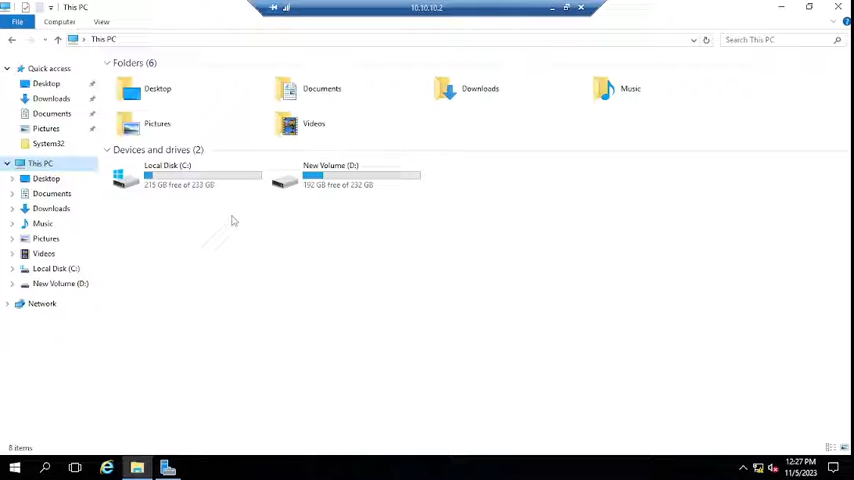 This PC
10.10.10.2
File
Computer
View
This PC
Search This PC
Quick access
Desktop
Downloads
Documents
Pictures
System32
This PC
Desktop
Documents
Downloads
Music
Pictures
Videos
Local Disk (C:)
New Volume (D:)
Network
Folders (6)
Desktop
Documents
Downloads
Music
Pictures
Videos
Devices and drives (2)
Local Disk (C:)
215 GB free of 233 GB
New Volume (D:)
192 GB free of 232 GB
8 items
12:27 PM
11/5/2023